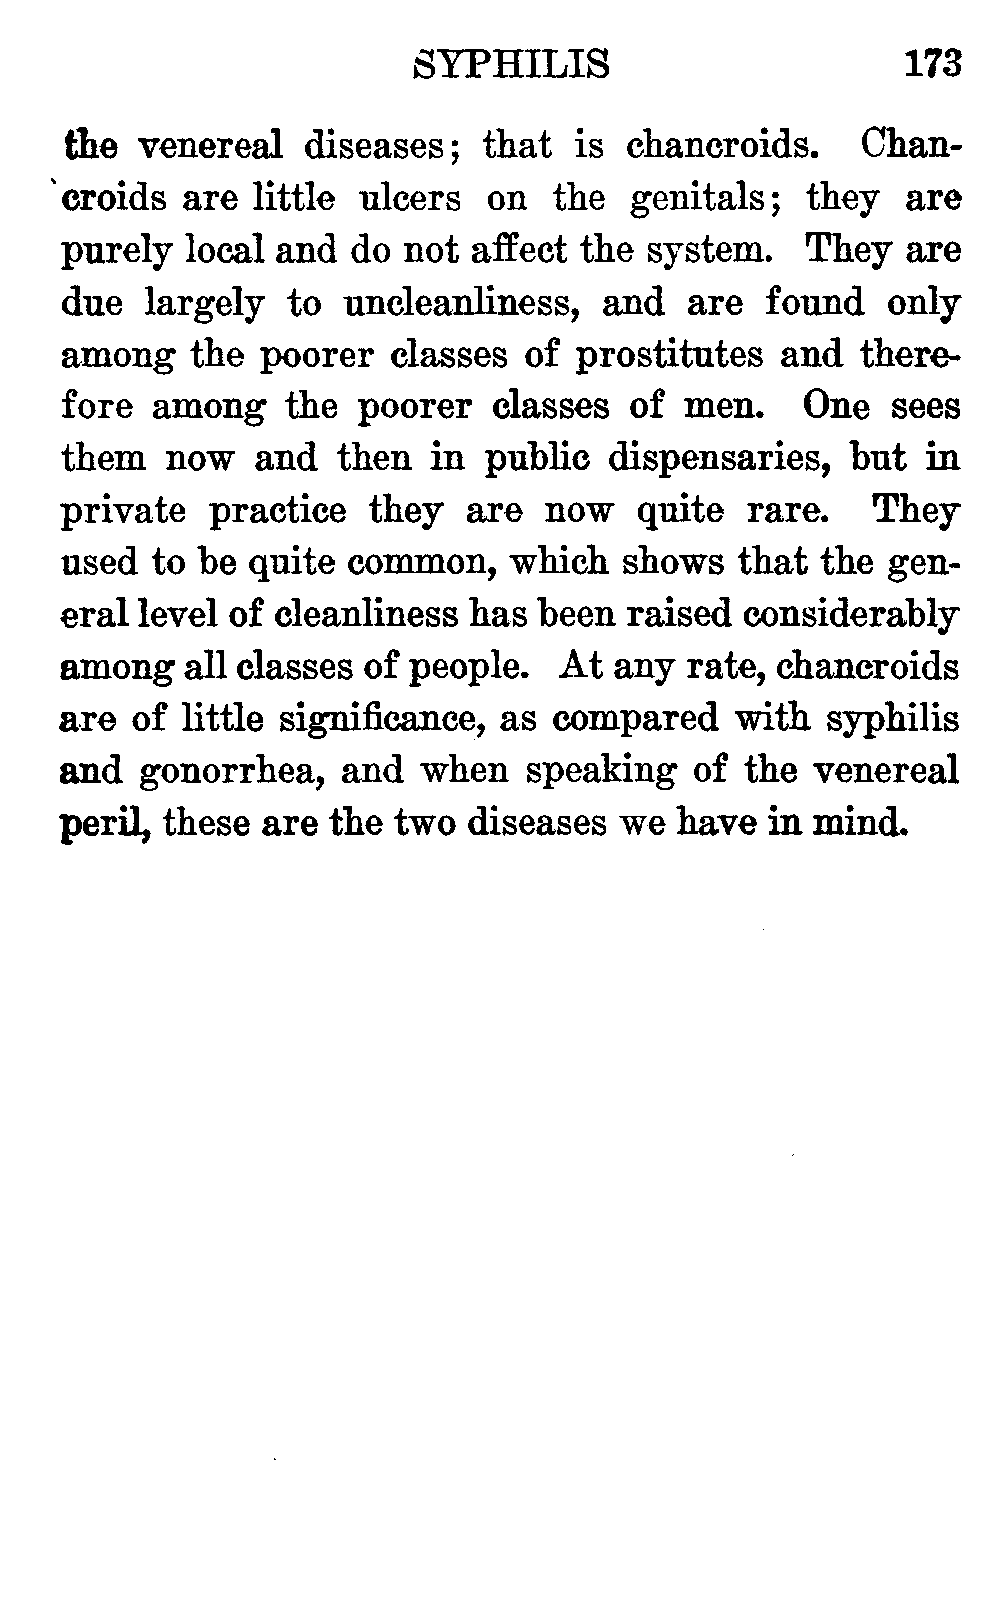 SYPHILIS 173
the venereal diseases; that is chancroids. Chan-
croids are little ulcers on the genitals; they are
purely local and do not affect the system. They are
due largely to uncleanliness, and are found only
among the poorer classes of prostitutes and there-
fore among the poorer classes of men. One sees
them now and then in public dispensaries, but in
private practice they are now quite rare. They
used to be quite common, which shows that the gen-
eral level of cleanliness has been raised considerably
among all classes of people. At any rate, chancroids
are of little significance, as compared with syphilis
and gonorrhea, and when speaking of the venereal
peril, these are the two diseases we have in mind.